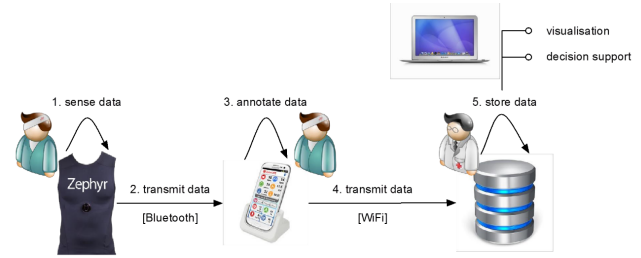 visualisation
decision support
1. sense data
3. annotate data
5. store data
Zephyr
2. transmit data
4. transmit data
[Bluetooth]
[WiFi]